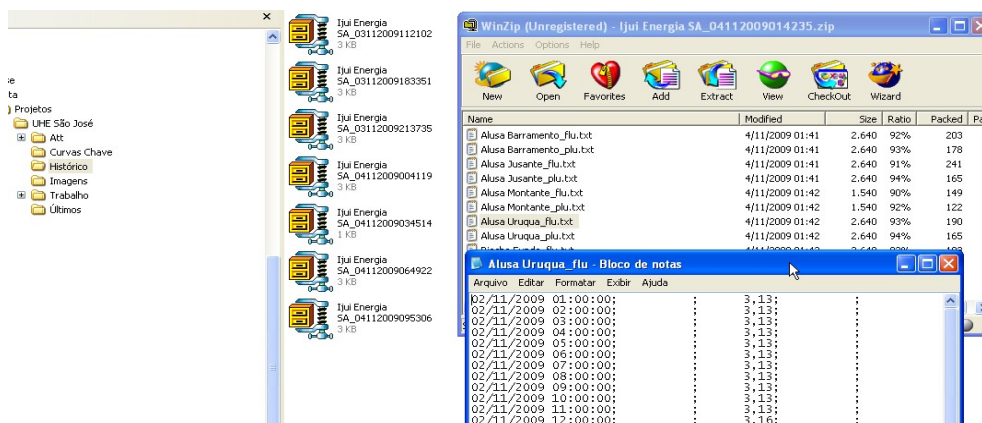 se
ta
Projetos
UHE São José
Att
Curvas Chave
Histórico
Imagens
Trabalho
Últimos
Ijui Energia
SA_03112009112102
3 KB
Ijui Energia
SA_03112009183351
3 KB
Ijui Energia
SA_03112009213735
3 KB
Ijui Energia
SA_04112009004119
3 KB
Ijui Energia
SA_04112009034514
1 KB
Ijui Energia
SA_04112009064922
3 KB
Ijui Energia
SA_04112009095306
3 KB
WinZip (Unregistered) - Ijui Energia SA_04112009014235.zip
File Actions Options Help
New Open Favorites Add Extract View CheckOut Wizard
Name Modified Size Ratio Packed Pa
Alusa Barramento_flu.txt 4/11/2009 01:41 2.640 92% 203
Alusa Barramento_plu.txt 4/11/2009 01:41 2.640 93% 178
Alusa Jusante_flu.txt 4/11/2009 01:41 2.640 91% 241
Alusa Jusante_plu.txt 4/11/2009 01:41 2.640 94% 165
Alusa Montante_flu.txt 4/11/2009 01:42 1.540 90% 149
Alusa Montante_plu.txt 4/11/2009 01:42 1.540 92% 122
Alusa Uruqua_flu.txt 4/11/2009 01:42 2.640 93% 190
Alusa Uruqua_plu.txt 4/11/2009 01:42 2.640 94% 165
Alusa Uruqua_flu - Bloco de notas
Arquivo Editar Formatar Exibir Ajuda
02/11/2009 01:00:00; ; 3,13; ;
02/11/2009 02:00:00; ; 3,13; ;
02/11/2009 03:00:00; ; 3,13; ;
02/11/2009 04:00:00; ; 3,13; ;
02/11/2009 05:00:00; ; 3,13; ;
02/11/2009 06:00:00; ; 3,13; ;
02/11/2009 07:00:00; ; 3,13; ;
02/11/2009 08:00:00; ; 3,13; ;
02/11/2009 09:00:00; ; 3,13; ;
02/11/2009 10:00:00; ; 3,13; ;
02/11/2009 11:00:00; ; 3,13; ;
02/11/2009 12:00:00; ; 3,16; ;